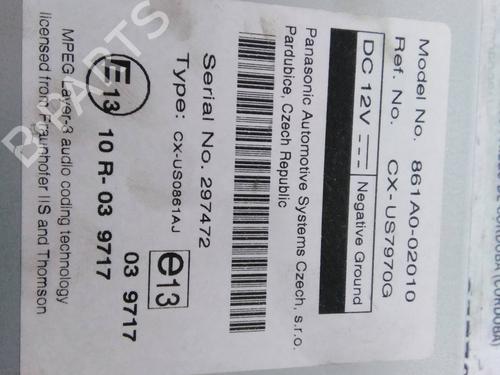 Model No. 861A0-02010
Ref. No. CX-US7970G
DC 12V Negative Ground
Panasonic Automotive Systems Czech, s.r.o.
Pardubice, Czech Republic
Serial No. 297472
Type: CX-US0861AJ
e13
03 9717
E13
10 R- 03 9717
MPEG Layer-3 audio coding technology
licensed from Fraunhofer IIS and Thomson
B PARTS